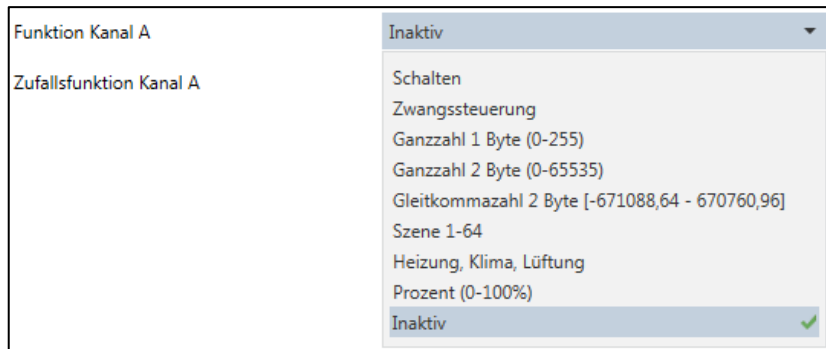 Funktion Kanal A Inaktiv
Zufallsfunktion Kanal A
Schalten
Zwangssteuerung
Ganzzahl 1 Byte (0-255)
Ganzzahl 2 Byte (0-65535)
Gleitkommazahl 2 Byte [-671088,64 - 670760,96]
Szene 1-64
Heizung, Klima, Lüftung
Prozent (0-100%)
Inaktiv